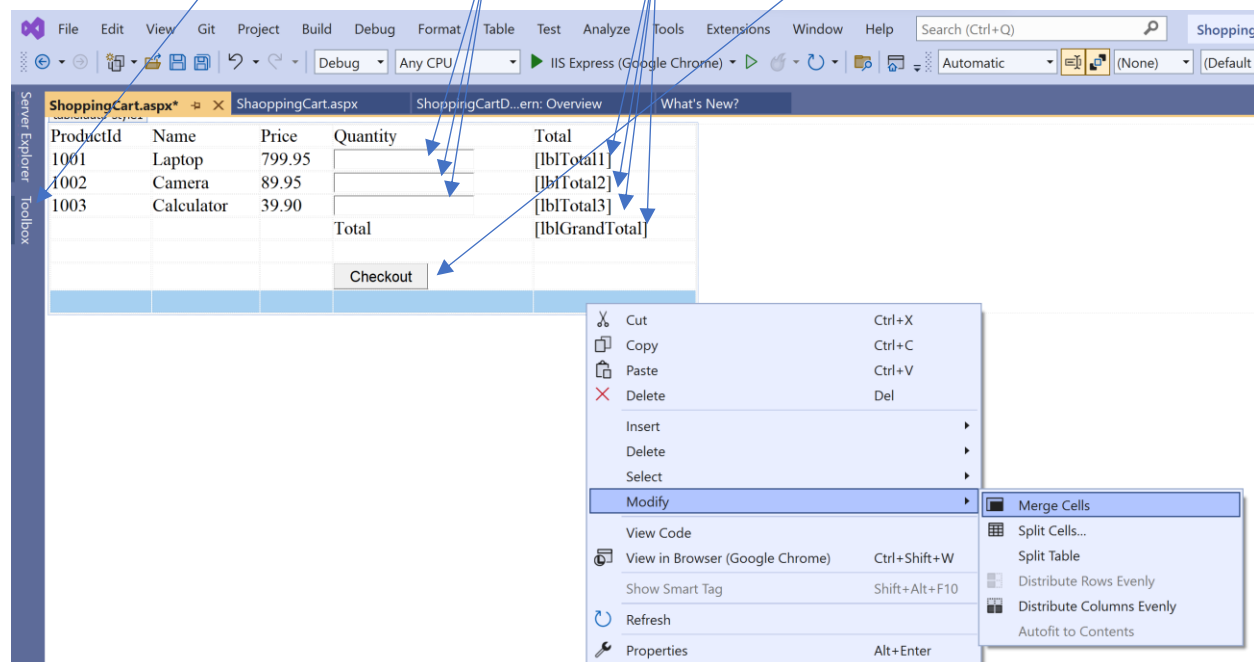 File Edit View Git Project Build Debug Format Table Test Analyze Tools Extensions Window Help Search (Ctrl+Q) Shopping
Debug Any CPU IIS Express (Google Chrome) Automatic (None) (Default
ShoppingCart.aspx* ShaoppingCart.aspx ShoppingCartD...ern: Overview What's New?
Server Explorer
Toolbox
ProductId Name Price Quantity Total
1001 Laptop 799.95 [lblTotal1]
1002 Camera 89.95 [lblTotal2]
1003 Calculator 39.90 [lblTotal3]
Total [lblGrandTotal]
Checkout
Cut Ctrl+X
Copy Ctrl+C
Paste Ctrl+V
Delete Del
Insert
Delete
Select
Modify
Merge Cells
View Code
Split Cells...
View in Browser (Google Chrome) Ctrl+Shift+W
Split Table
Show Smart Tag Shift+Alt+F10
Distribute Rows Evenly
Distribute Columns Evenly
Refresh
Autofit to Contents
Properties Alt+Enter